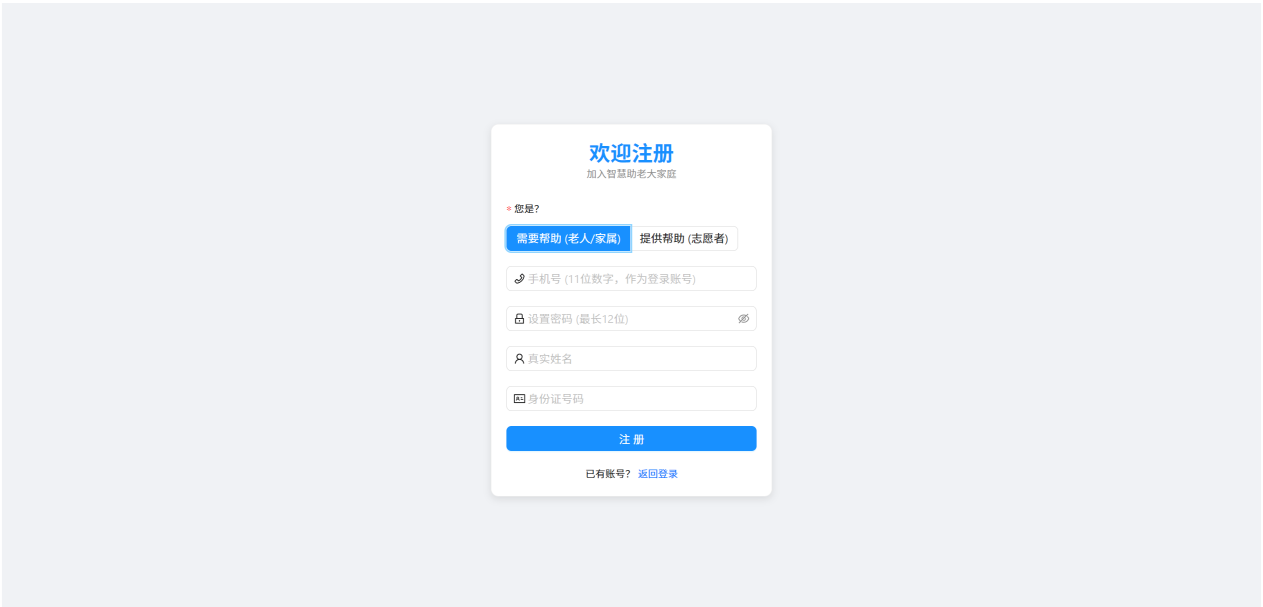 欢迎注册
加入智慧助老大家庭
* 您是?
需要帮助 (老人/家属) 提供帮助 (志愿者)
手机号 (11位数字，作为登录账号)
设置密码 (最长12位)
真实姓名
身份证号码
注 册
已有账号? 返回登录